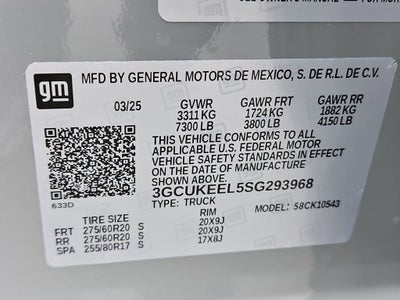 gm
MFD BY GENERAL MOTORS DE MEXICO, S. DE R.L. DE C.V.
03/25 GVWR GAWR FRT GAWR RR
3311 KG 1724 KG 1882 KG
7300 LB 3800 LB 4150 LB
THIS VEHICLE CONFORMS TO ALL
APPLICABLE U.S. FEDERAL MOTOR
VEHICLE SAFETY STANDARDS IN
EFFECT ON THE DATE OF
MANUFACTURE SHOWN ABOVE
633D
3GCUKEEL5SG293968
TYPE: TRUCK
TIRE SIZE RIM MODEL: 58CK10543
FRT 275/60R20 S 20X9J
RR 275/60R20 S 20X9J
SPA 255/80R17 S 17X8J